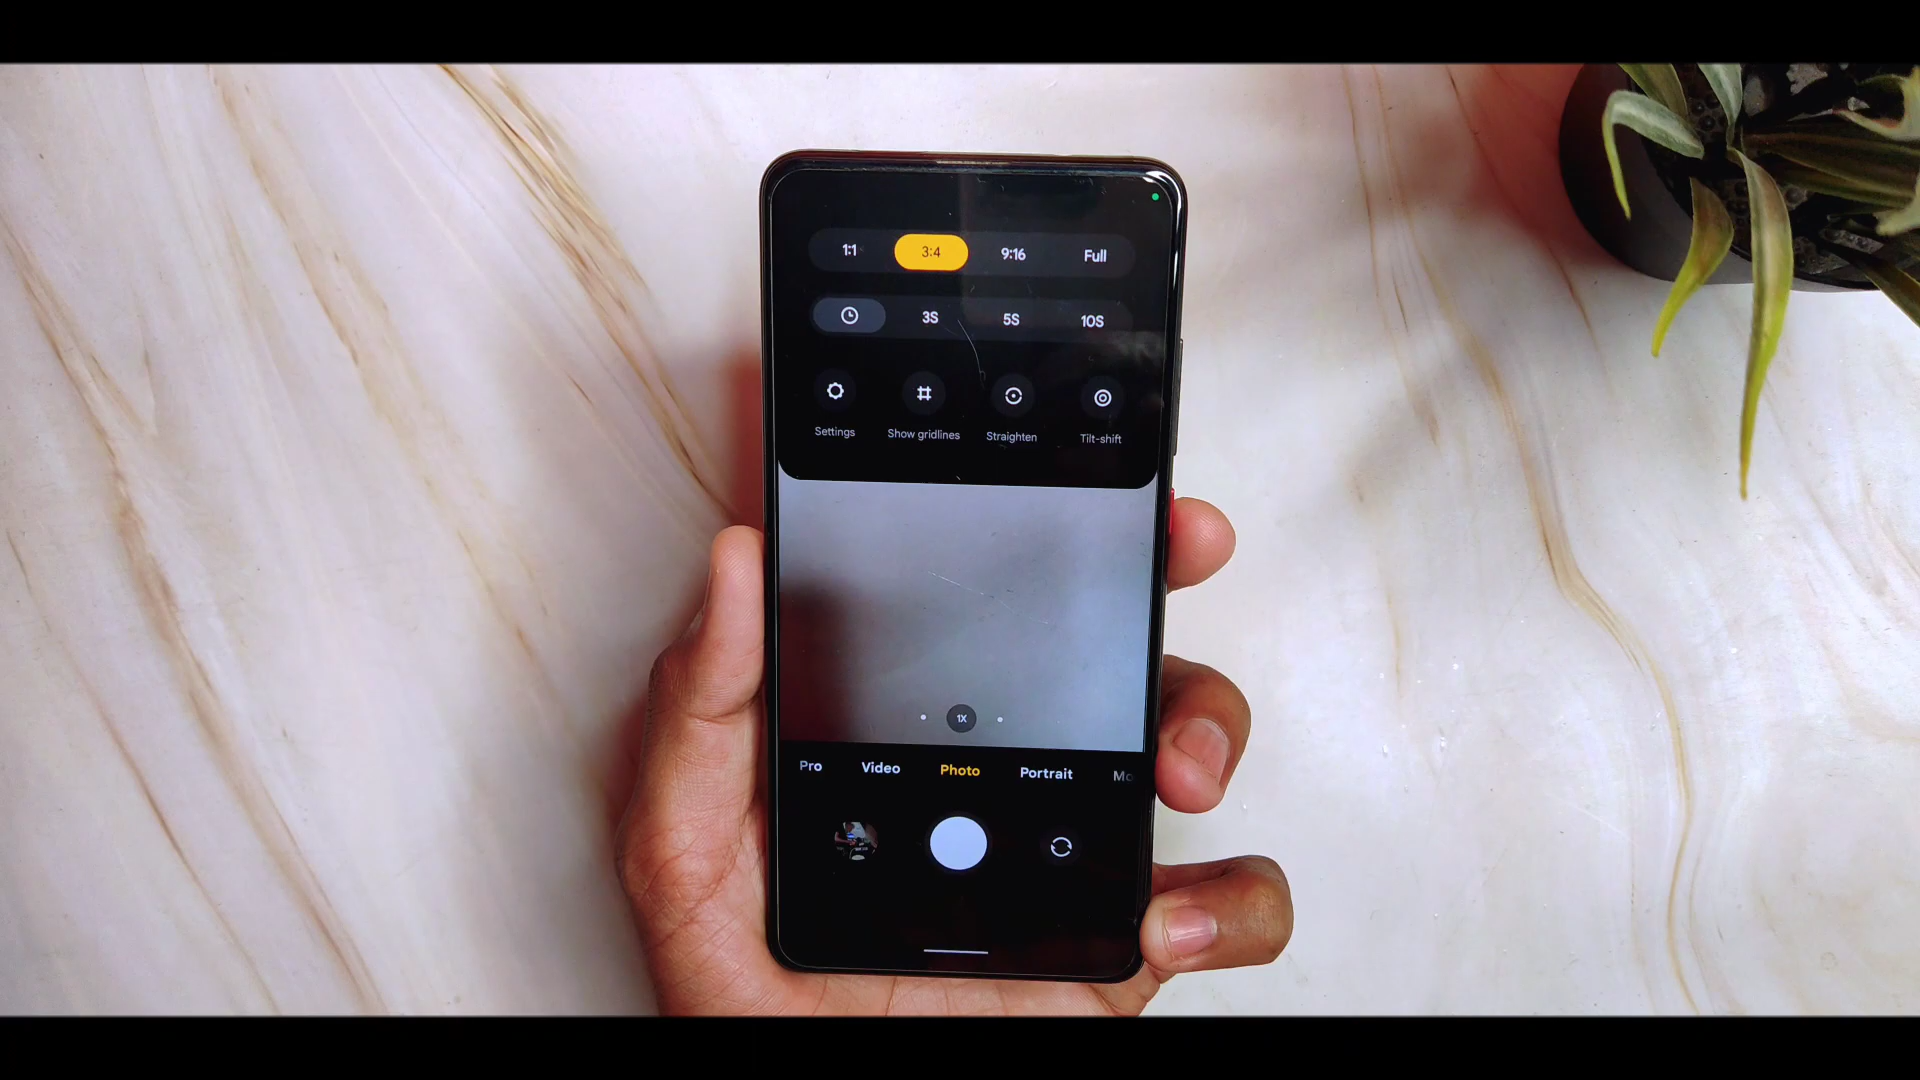 1:1 3:4 9:16 Full
3S 5S 10S
Settings Show gridlines Straighten Tilt-shift
1X
Pro Video Photo Portrait Mo